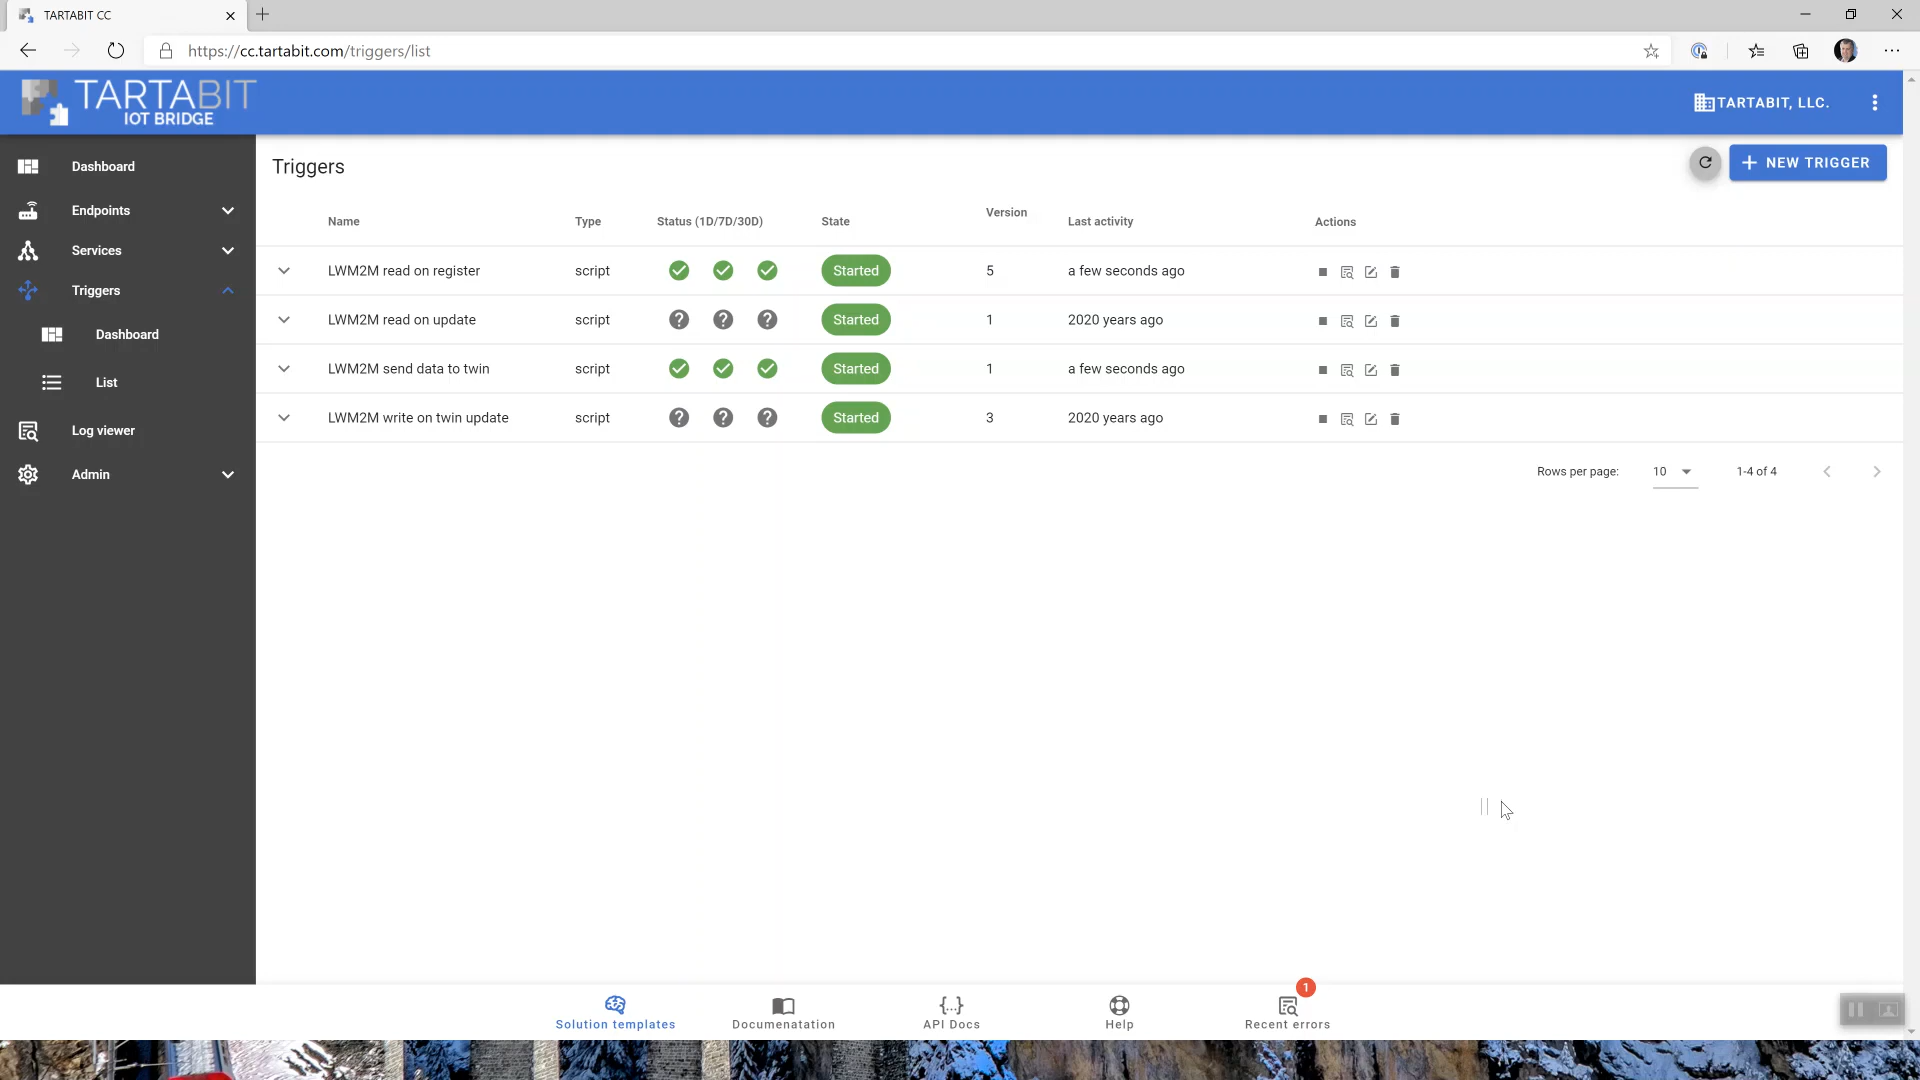 TARTABIT CC
https://cc.tartabit.com/triggers/list
TARTABIT
IOT BRIDGE
TARTABIT, LLC.
Dashboard
Endpoints
Services
Triggers
Dashboard
List
Log viewer
Admin
Triggers
NEW TRIGGER
Name Type Status (1D/7D/30D) State Version Last activity Actions
LWM2M read on register script Started 5 a few seconds ago
LWM2M read on update script Started 1 2020 years ago
LWM2M send data to twin script Started 1 a few seconds ago
LWM2M write on twin update script Started 3 2020 years ago
Rows per page: 10 1-4 of 4
Solution templates
Documenatation
{...}
API Docs
Help
1
Recent errors